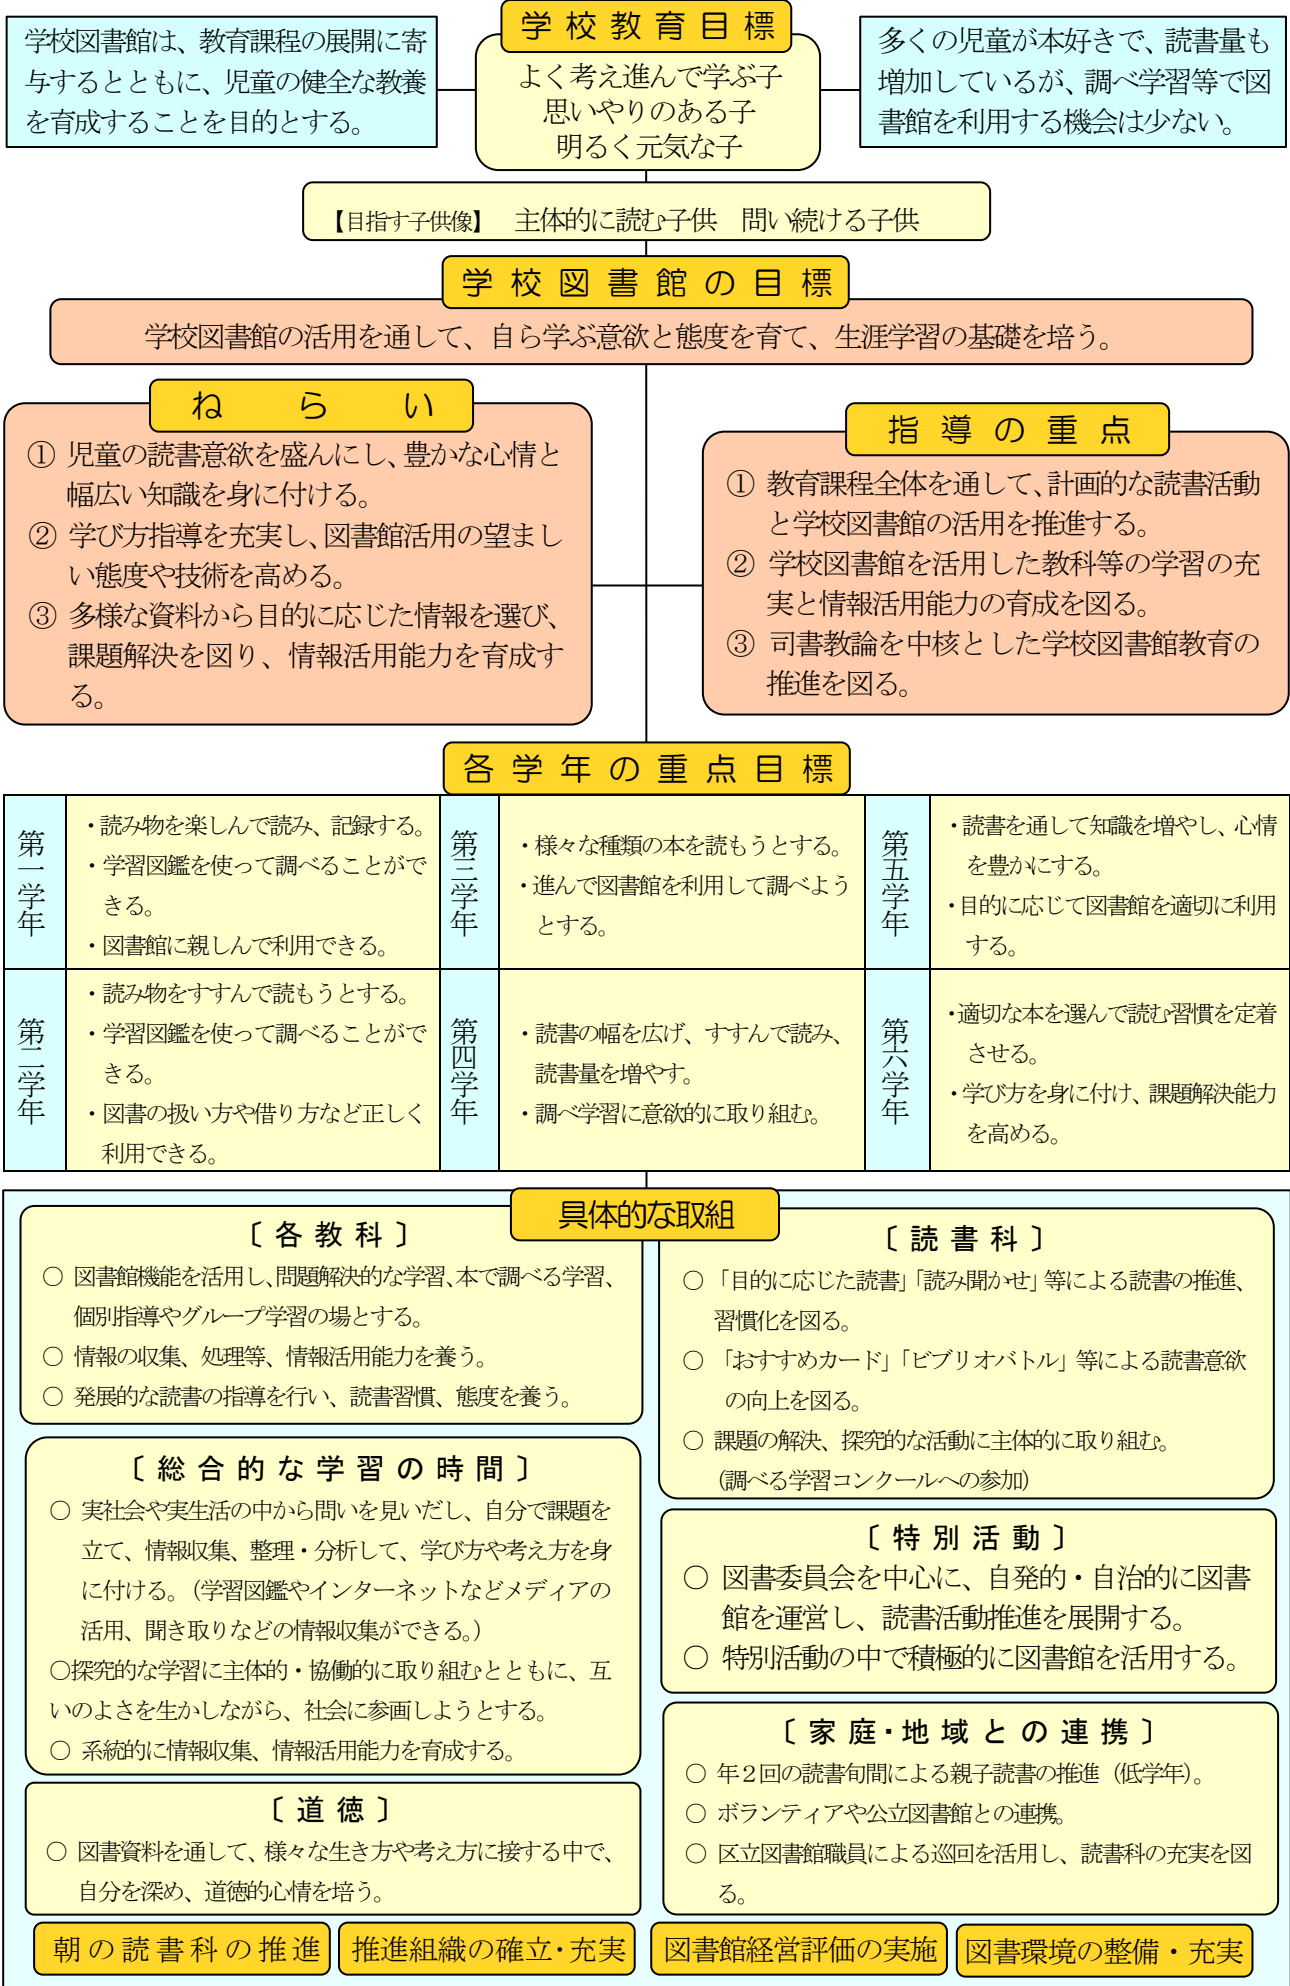 学校教育目標
学校図書館は、教育課程の展開に寄
与するとともに、児童の健全な教養
を育成することを目的とする。
よく考え進んで学ぶ子
思いやりのある子
明るく元気な子
多くの児童が本好きで、読書量も
増加しているが、調べ学習等で図
書館を利用する機会は少ない。
【目指す子供像】　主体的に読む子供　問い続ける子供
学校図書館の目標
学校図書館の活用を通して、自ら学ぶ意欲と態度を育て、生涯学習の基礎を培う。
ねらい
① 児童の読書意欲を盛んにし、豊かな心情と
幅広い知識を身に付ける。
② 学び方指導を充実し、図書館活用の望まし
い態度や技術を高める。
③ 多様な資料から目的に応じた情報を選び、
課題解決を図り、情報活用能力を育成す
る。
指導の重点
① 教育課程全体を通して、計画的な読書活動
と学校図書館の活用を推進する。
② 学校図書館を活用した教科等の学習の充
実と情報活用能力の育成を図る。
③ 司書教論を中核とした学校図書館教育の
推進を図る。
各学年の重点目標
第一学年
・読み物を楽しんで読み、記録する。
・学習図鑑を使って調べることがで
きる。
・図書館に親しんで利用できる。
第三学年
・様々な種類の本を読もうとする。
・進んで図書館を利用して調べよう
とする。
第五学年
・読書を通して知識を増やし、心情
を豊かにする。
・目的に応じて図書館を適切に利用
する。
第二学年
・読み物をすすんで読もうとする。
・学習図鑑を使って調べることがで
きる。
・図書の扱い方や借り方など正しく
利用できる。
第四学年
・読書の幅を広げ、すすんで読み、
読書量を増やす。
・調べ学習に意欲的に取り組む。
第六学年
・適切な本を選んで読む習慣を定着
させる。
・学び方を身に付け、課題解決能力
を高める。
具体的な取組
〔各教科〕
○ 図書館機能を活用し、問題解決的な学習、本で調べる学習、
個別指導やグループ学習の場とする。
○ 情報の収集、処理等、情報活用能力を養う。
○ 発展的な読書の指導を行い、読書習慣、態度を養う。
〔総合的な学習の時間〕
○ 実社会や実生活の中から問いを見いだし、自分で課題を
立て、情報収集、整理・分析して、学び方や考え方を身
に付ける。（学習図鑑やインターネットなどメディアの
活用、聞き取りなどの情報収集ができる。）
○探究的な学習に主体的・協働的に取り組むとともに、互
いのよさを生かしながら、社会に参画しようとする。
○ 系統的に情報収集、情報活用能力を育成する。
〔道徳〕
○ 図書資料を通して、様々な生き方や考え方に接する中で、
自分を深め、道徳的心情を培う。
〔読書科〕
○ 「目的に応じた読書」「読み聞かせ」等による読書の推進、
習慣化を図る。
○ 「おすすめカード」「ビブリオバトル」等による読書意欲
の向上を図る。
○ 課題の解決、探究的な活動に主体的に取り組む。
（調べる学習コンクールへの参加）
〔特別活動〕
○ 図書委員会を中心に、自発的・自治的に図書
館を運営し、読書活動推進を展開する。
○ 特別活動の中で積極的に図書館を活用する。
〔家庭・地域との連携〕
○ 年２回の読書旬間による親子読書の推進（低学年）。
○ ボランティアや公立図書館との連携。
○ 区立図書館職員による巡回を活用し、読書科の充実を図
る。
朝の読書科の推進
推進組織の確立・充実
図書館経営評価の実施
図書環境の整備・充実